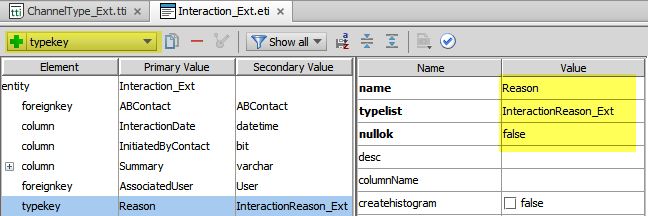 ChannelType_Ext.tti Interaction_Ext.eti
typekey Show all
Element Primary Value Secondary Value Name Value
entity Interaction_Ext name Reason
foreignkey ABContact ABContact typelist InteractionReason_Ext
column InteractionDate datetime nullok false
column InitiatedByContact bit desc
column Summary varchar columnName
foreignkey AssociatedUser User createhistogram false
typekey Reason InteractionReason_Ext